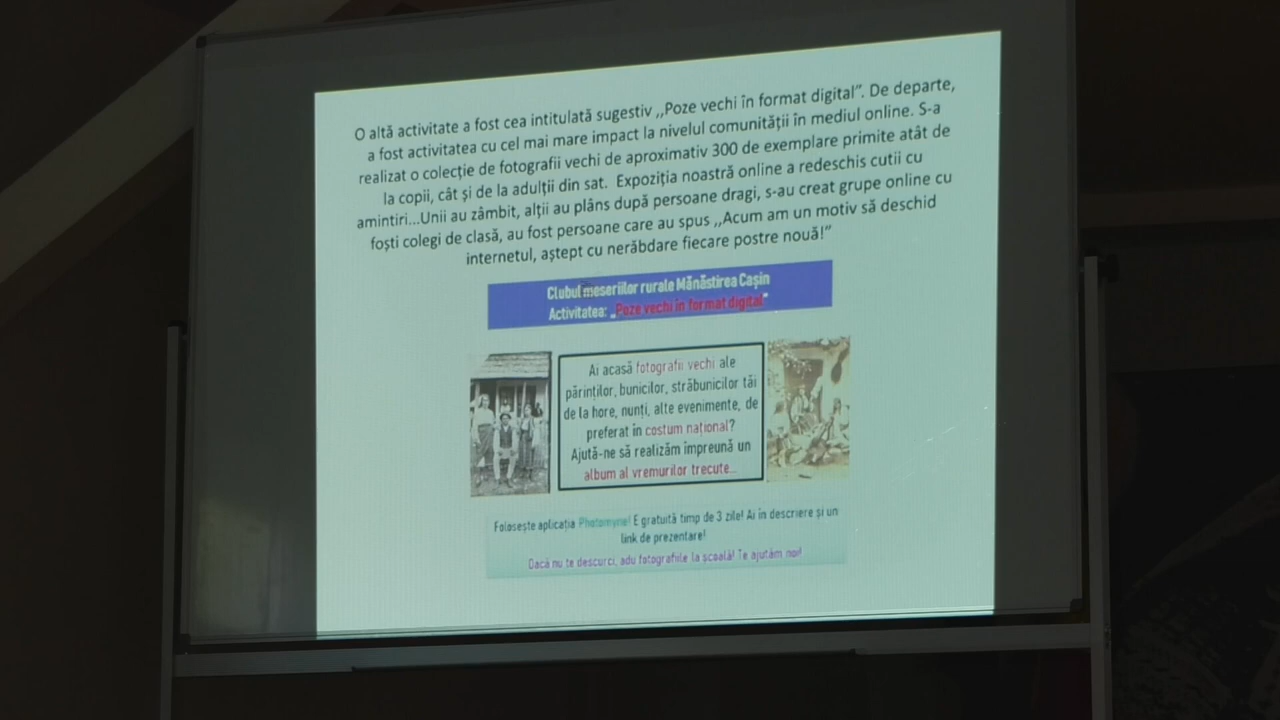 O altă activitate a fost cea intitulată sugestiv ,,Poze vechi în format digital”. De departe,
a fost activitatea cu cel mai mare impact la nivelul comunității în mediul online. S-a
realizat o colecție de fotografii vechi de aproximativ 300 de exemplare primite atât de
la copii, cât și de la adulții din sat. Expoziția noastră online a redeschis cutii cu
amintiri...Unii au zâmbit, alții au plâns după persoane dragi, s-au creat grupe online cu
foști colegi de clasă, au fost persoane care au spus ,,Acum am un motiv să deschid
internetul, aștept cu nerăbdare fiecare postre nouă!”
Clubul meseriilor rurale Mănăstirea Cașin
Activitatea: „Poze vechi în format digital”
Ai acasă fotografii vechi ale
părinților, bunicilor, străbunicilor tăi
de la hore, nunți, alte evenimente, de
preferat în costum național?
Ajută-ne să realizăm împreună un
album al vremurilor trecute...
Folosește aplicația Photomyne! E gratuită timp de 3 zile! Ai în descriere și un
link de prezentare!
Dacă nu te descurci, adu fotografiile la școală! Te ajutăm noi!